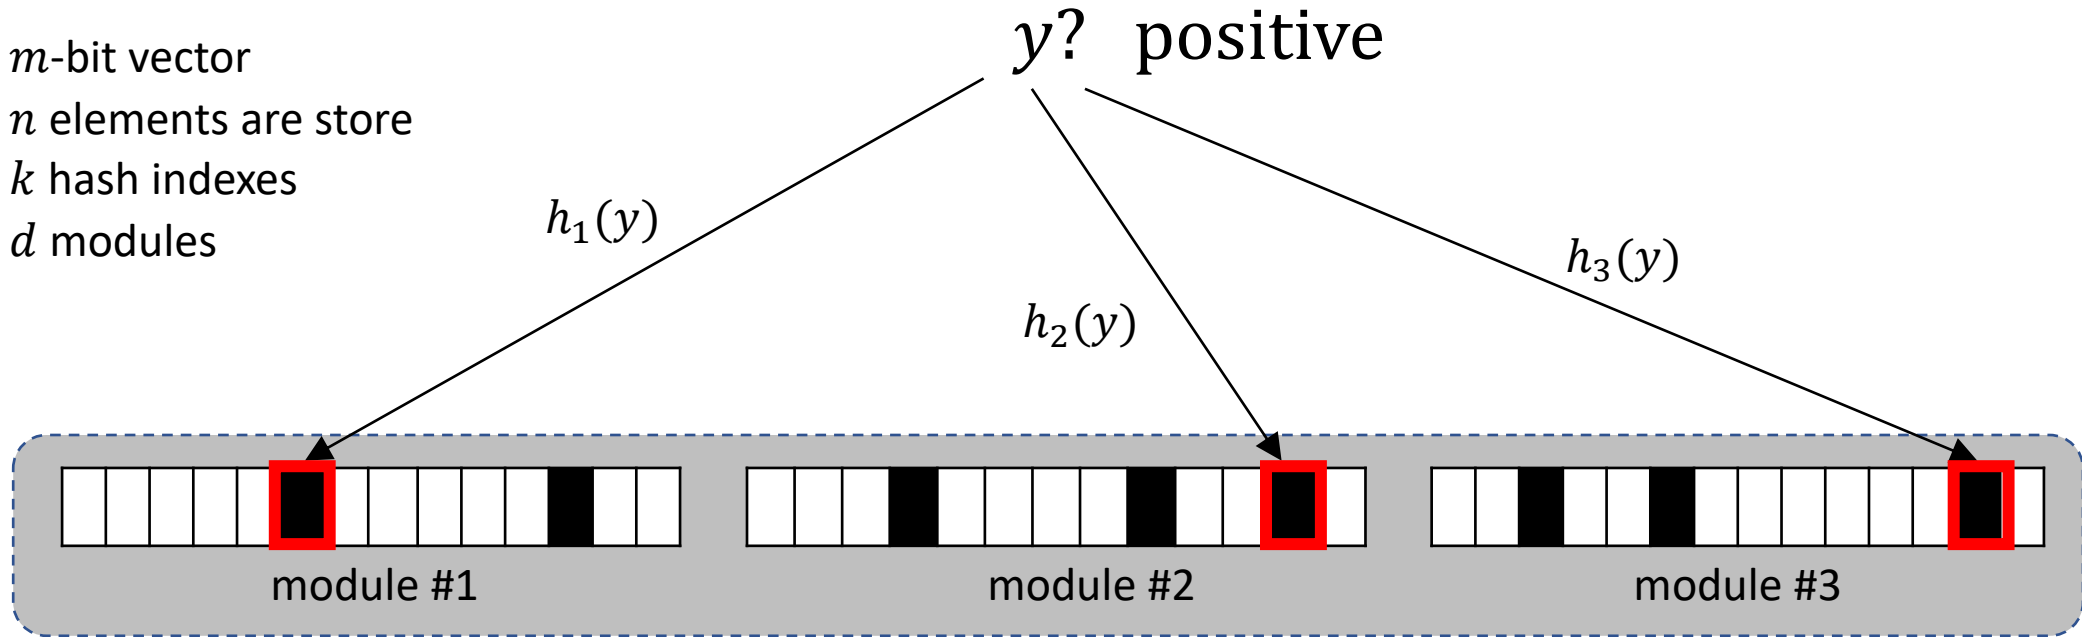 y? positive
m-bit vector
n elements are store
k hash indexes
d modules
h₁(y)
h₂(y)
h₃(y)
module #1
module #2
module #3